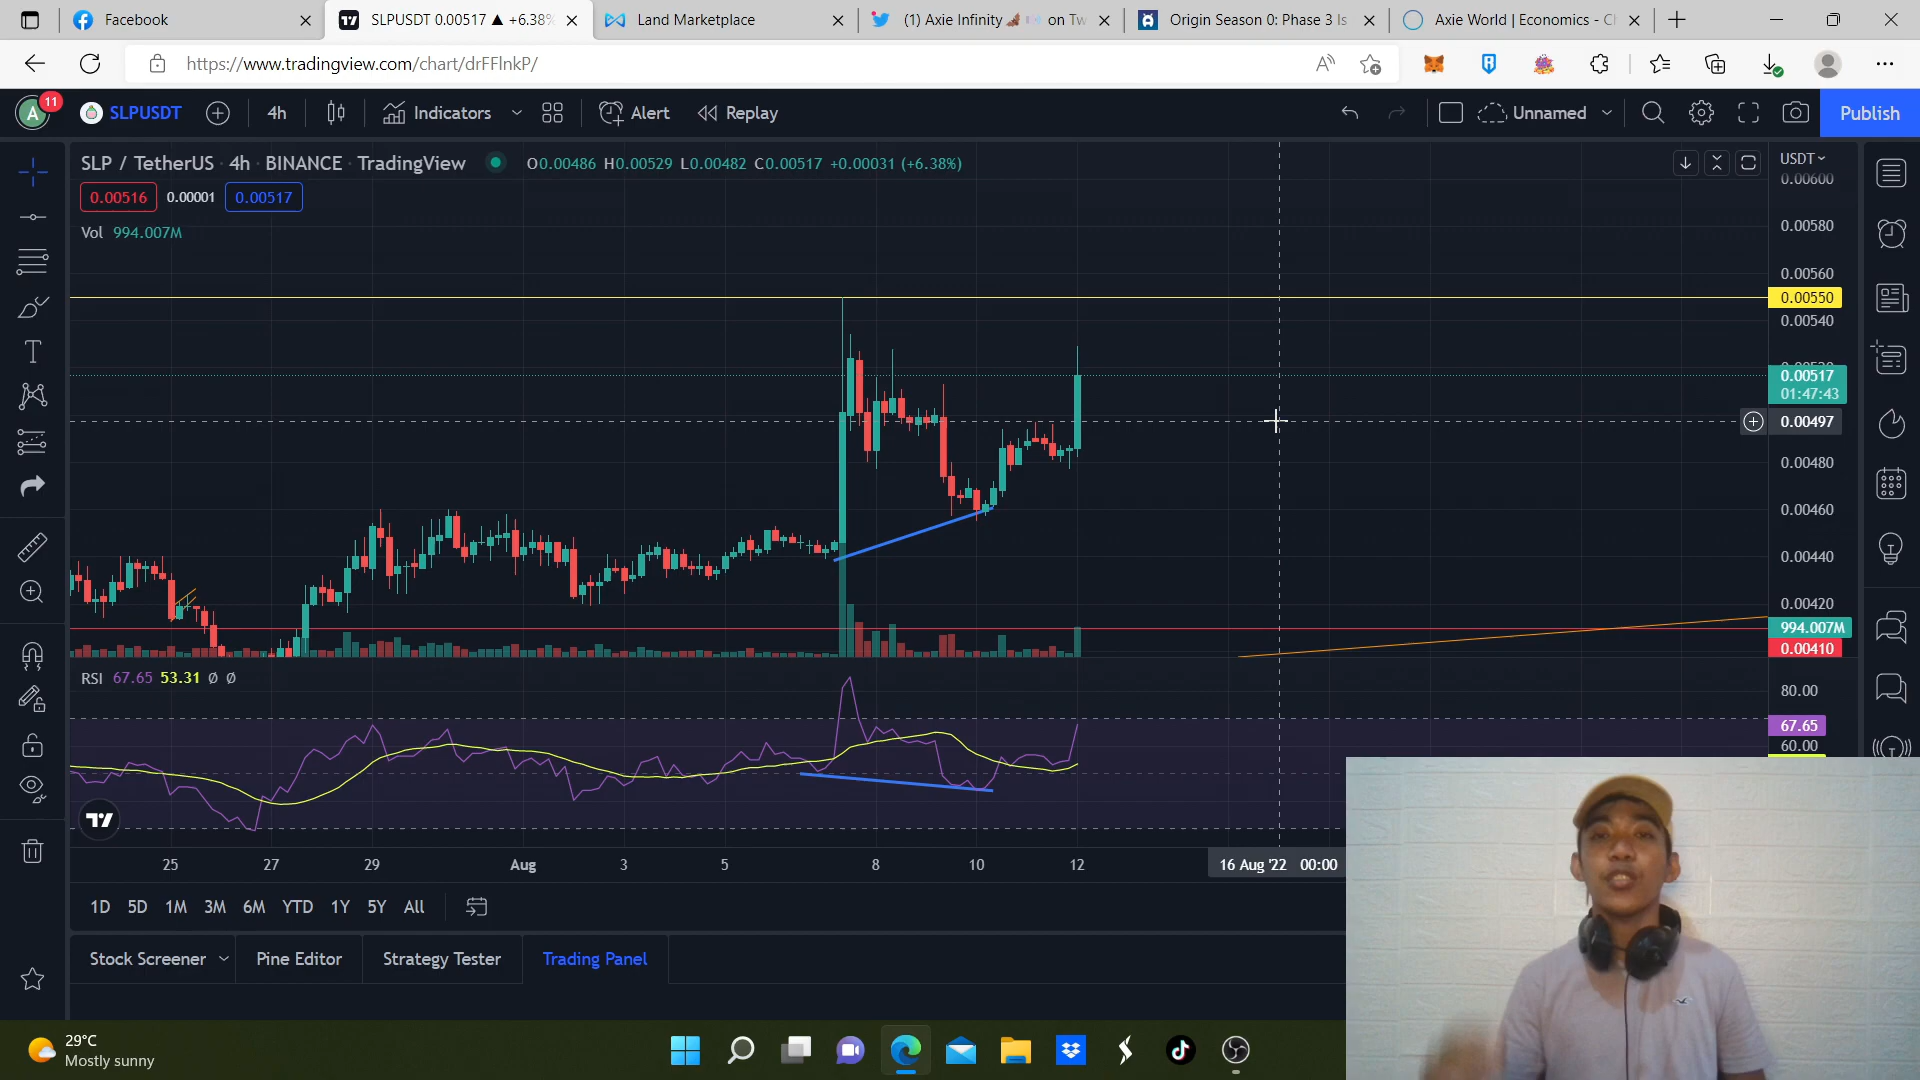 Facebook
SLPUSDT 0.00517 ▲ +6.38%
Land Marketplace
(1) Axie Infinity on Tw
Origin Season 0: Phase 3 Is
Axie World | Economics - Cl
https://www.tradingview.com/chart/drFFlnkP/
A 11
SLPUSDT
4h
Indicators
Alert
Replay
Unnamed
Publish
SLP / TetherUS · 4h · BINANCE · TradingView
O0.00486 H0.00529 L0.00482 C0.00517 +0.00031 (+6.38%)
0.00516 0.00001 0.00517
Vol 994.007M
USDT
0.00600
0.00580
0.00560
0.00550
0.00540
0.00517
01:47:43
0.00497
0.00480
0.00460
0.00440
0.00420
994.007M
0.00410
RSI 67.65 53.31 Ø Ø
80.00
67.65
60.00
25 27 29 Aug 3 5 8 10 12 16 Aug '22 00:00
1D 5D 1M 3M 6M YTD 1Y 5Y All
Stock Screener Pine Editor Strategy Tester Trading Panel
29°C
Mostly sunny